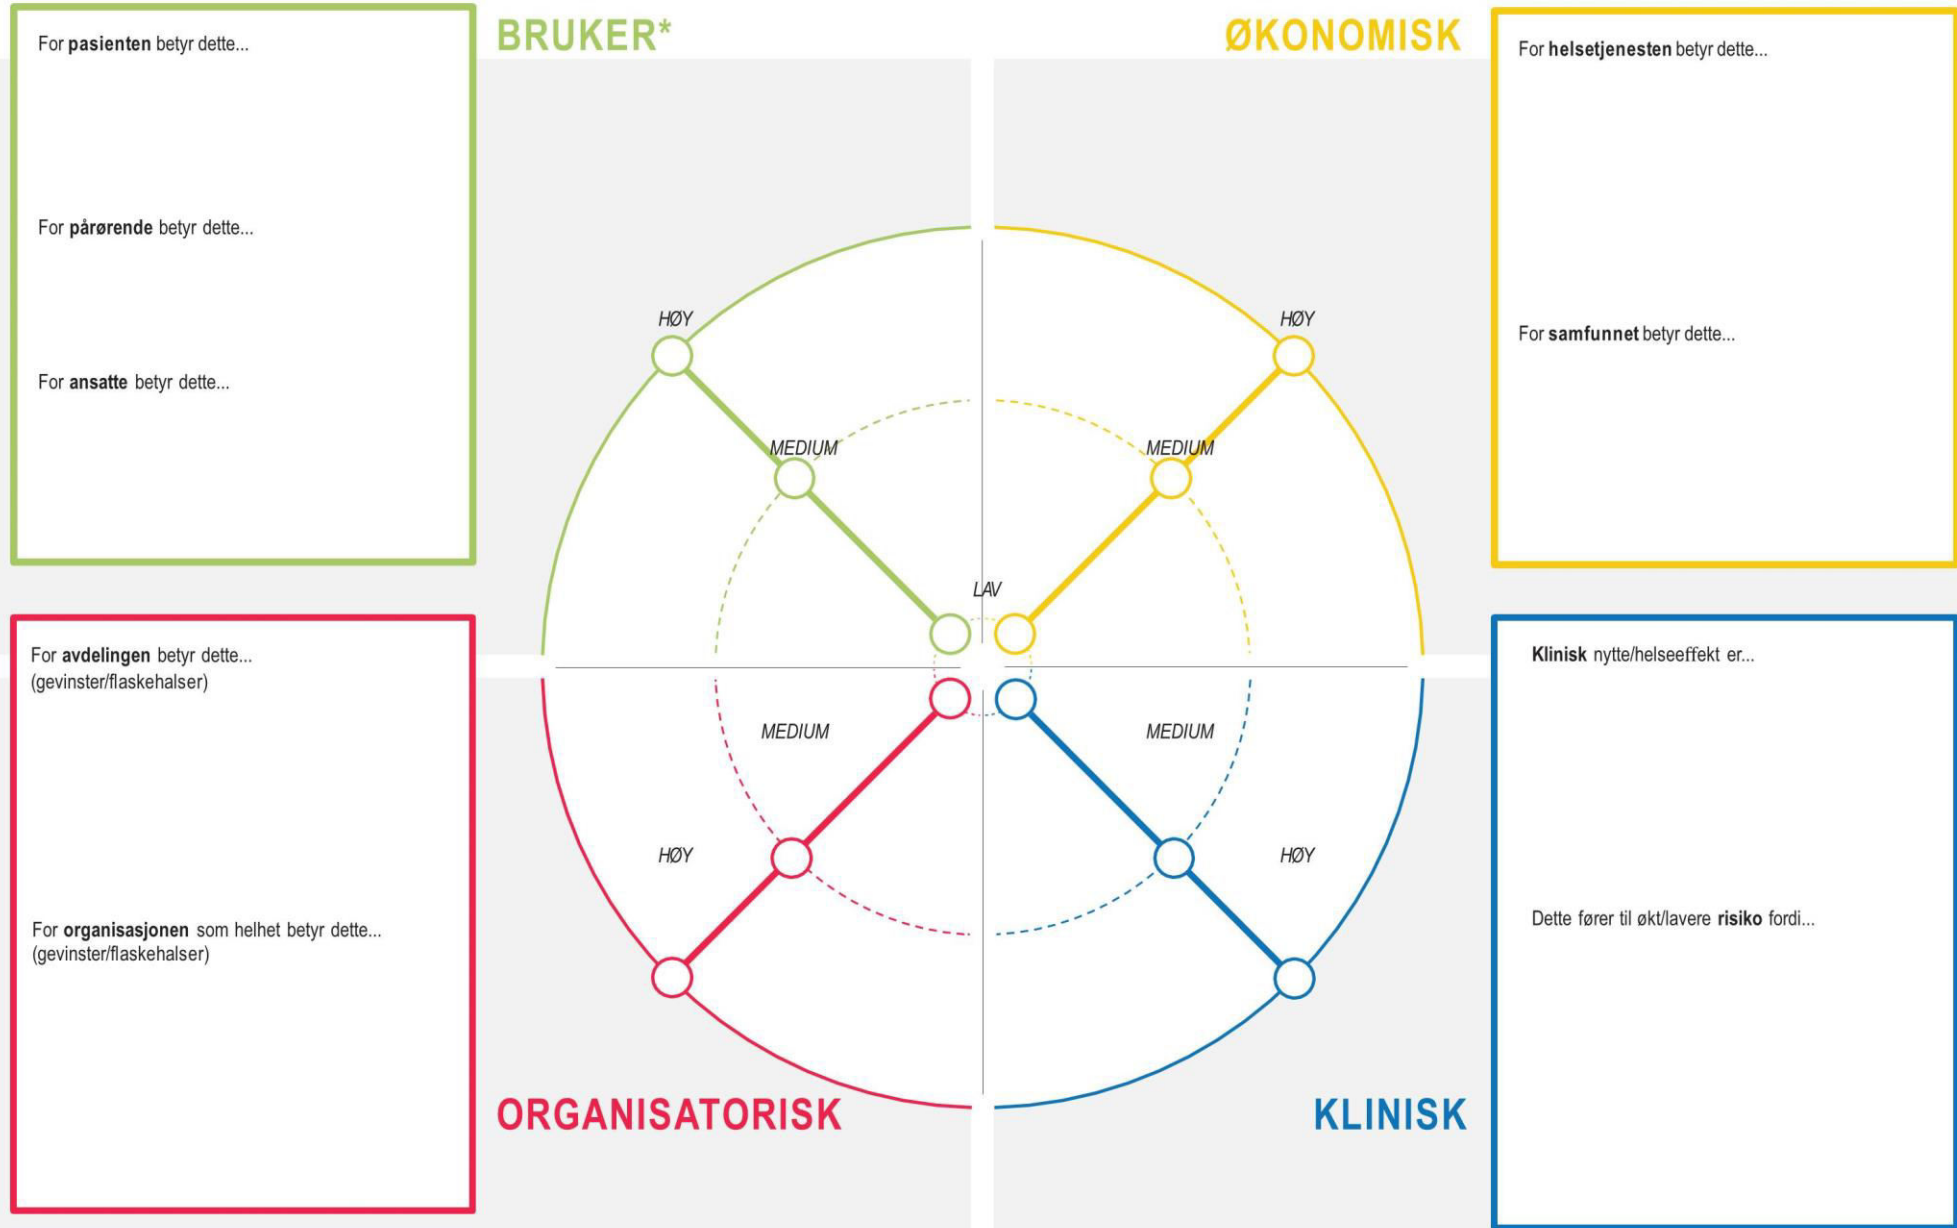 BRUKER*
ØKONOMISK
For pasienten betyr dette...
For pårørende betyr dette...
For ansatte betyr dette...
For helsetjenesten betyr dette...
For samfunnet betyr dette...
HØY
HØY
MEDIUM
MEDIUM
LAV
MEDIUM
MEDIUM
HØY
HØY
For avdelingen betyr dette...
(gevinster/flaskehalser)
For organisasjonen som helhet betyr dette...
(gevinster/flaskehalser)
Klinisk nytte/helseeffekt er...
Dette fører til økt/lavere risiko fordi...
ORGANISATORISK
KLINISK